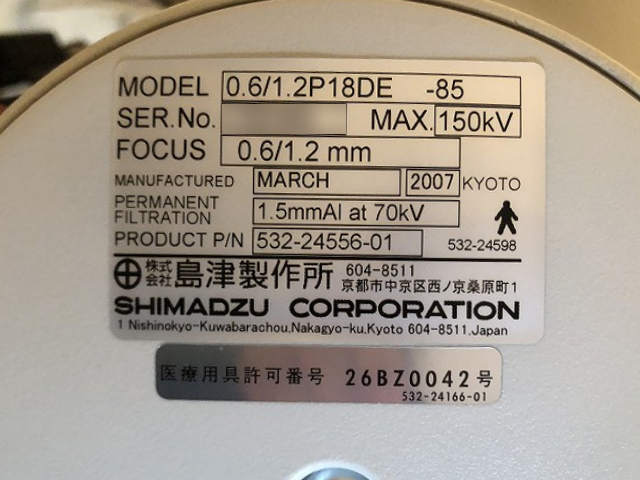 MODEL 0.6/1.2P18DE -85
SER.No. MAX. 150kV
FOCUS 0.6/1.2 mm
MANUFACTURED MARCH 2007 KYOTO
PERMANENT
FILTRATION 1.5mmAl at 70kV
PRODUCT P/N 532-24556-01 532-24598
株式会社 島津製作所 604-8511
京都市中京区西ノ京桑原町1
SHIMADZU CORPORATION
1 Nishinokyo-Kuwabarachou,Nakagyo-ku,Kyoto 604-8511,Japan
医療用具許可番号 26BZ0042号
532-24166-01